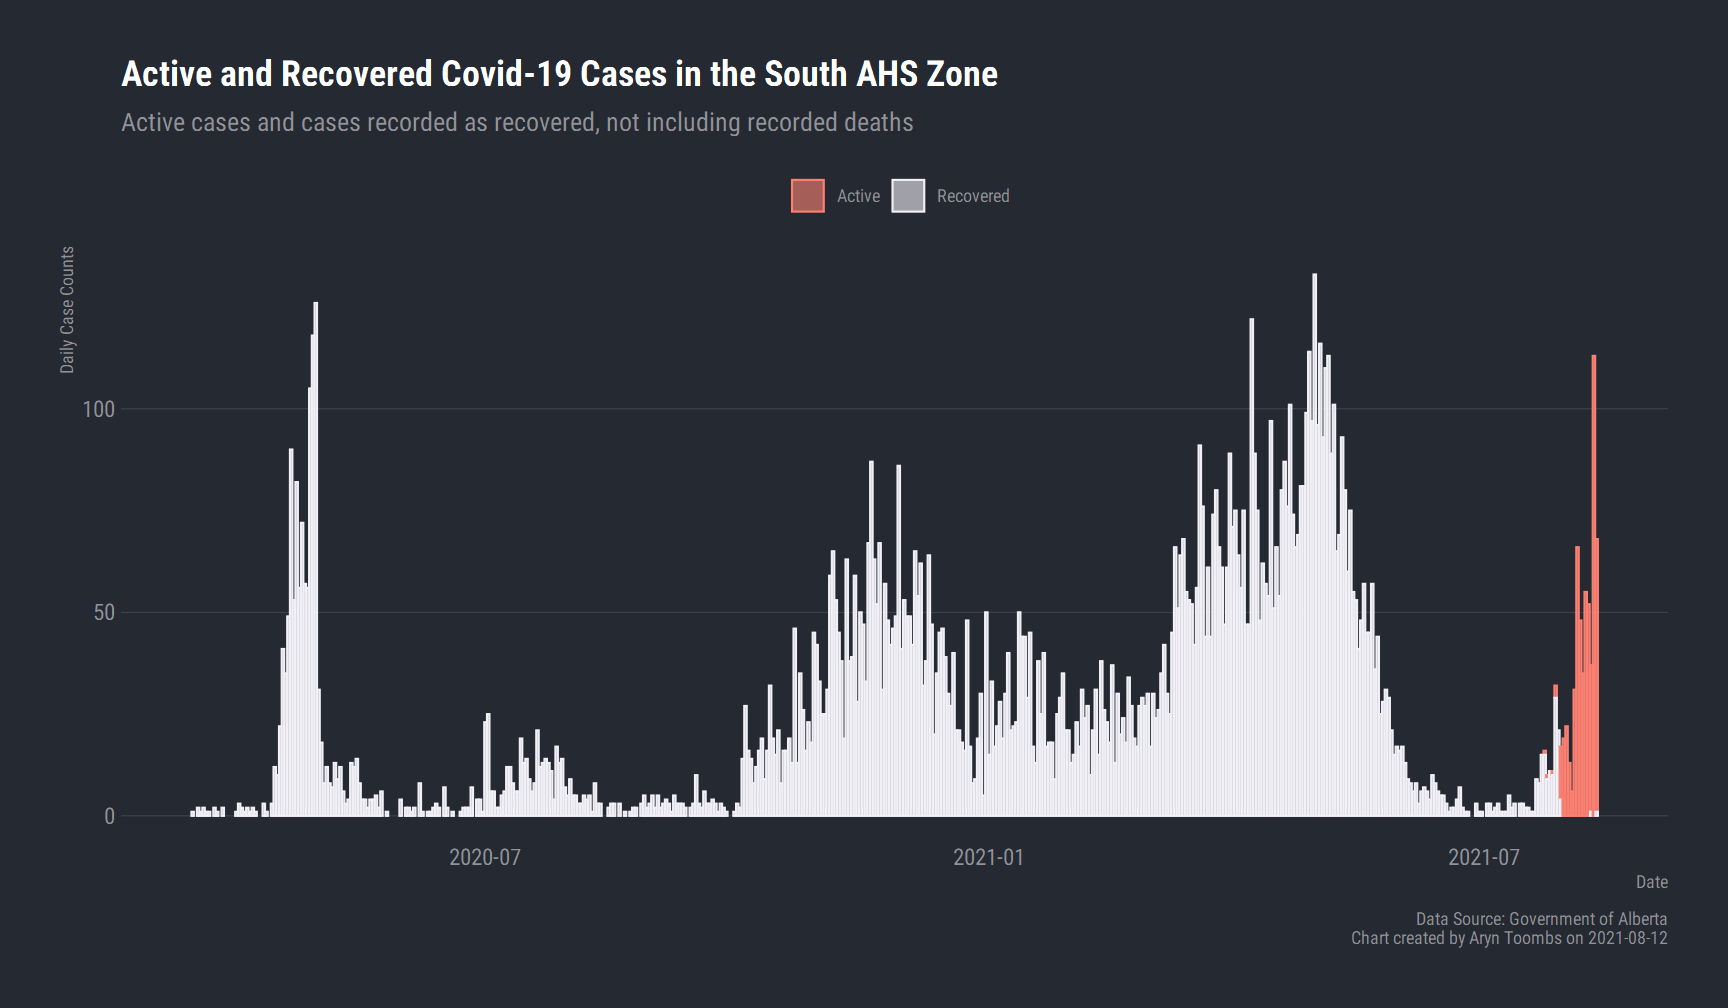 Active and Recovered Covid-19 Cases in the South AHS Zone
Active cases and cases recorded as recovered, not including recorded deaths
Active
Recovered
Daily Case Counts
100
50
0
2020-07
2021-01
2021-07
Date
Data Source: Government of Alberta
Chart created by Aryn Toombs on 2021-08-12